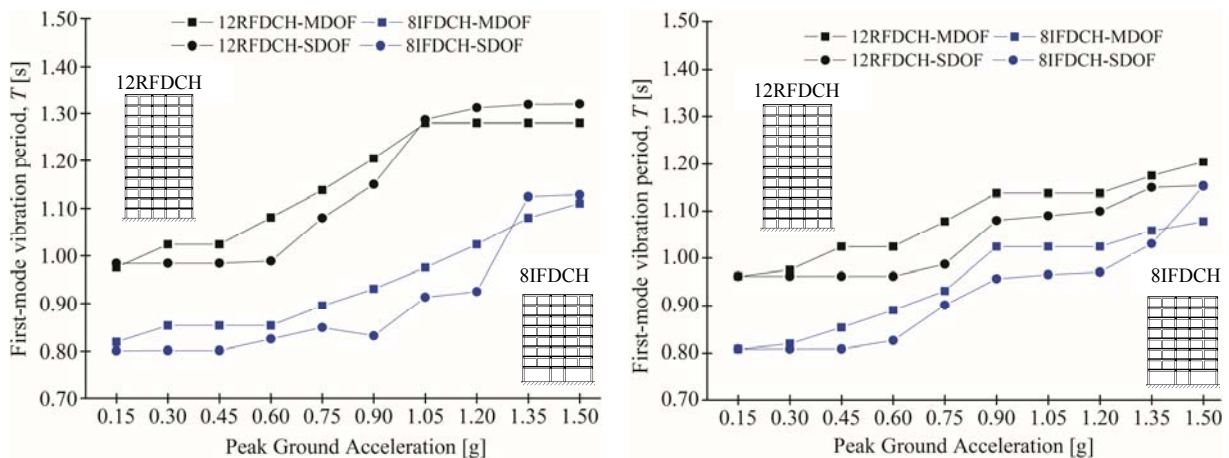 1.50
1.40
1.30
1.20
1.10
1.00
0.90
0.80
0.70
First-mode vibration period, T [s]
12RFDCH-MDOF 8IFDCH-MDOF
12RFDCH-SDOF 8IFDCH-SDOF
12RFDCH
8IFDCH
0.15 0.30 0.45 0.60 0.75 0.90 1.05 1.20 1.35 1.50
Peak Ground Acceleration [g]
1.50
1.40
1.30
1.20
1.10
1.00
0.90
0.80
0.70
First-mode vibration period, T [s]
12RFDCH-MDOF 8IFDCH-MDOF
12RFDCH-SDOF 8IFDCH-SDOF
12RFDCH
8IFDCH
0.15 0.30 0.45 0.60 0.75 0.90 1.05 1.20 1.35 1.50
Peak Ground Acceleration [g]